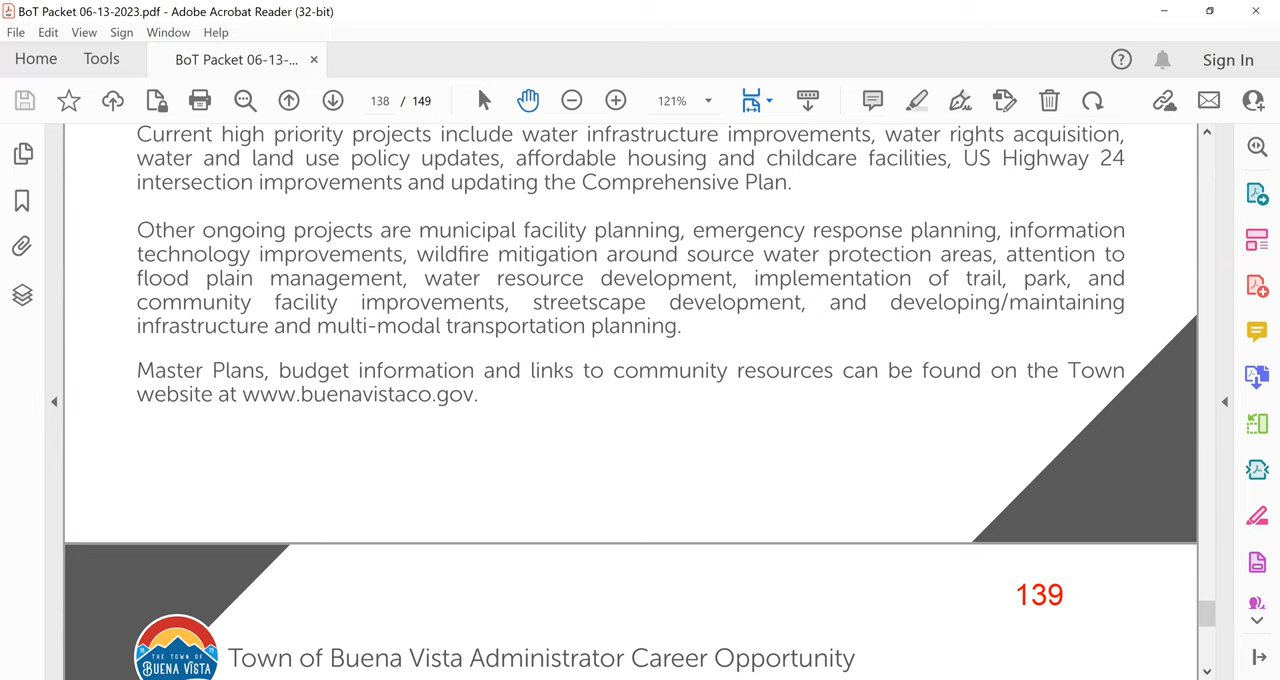 BoT Packet 06-13-2023.pdf - Adobe Acrobat Reader (32-bit)
File Edit View Sign Window Help
Home Tools BoT Packet 06-13-... × Sign In
138 / 149 121%
Current high priority projects include water infrastructure improvements, water rights acquisition,
water and land use policy updates, affordable housing and childcare facilities, US Highway 24
intersection improvements and updating the Comprehensive Plan.
Other ongoing projects are municipal facility planning, emergency response planning, information
technology improvements, wildfire mitigation around source water protection areas, attention to
flood plain management, water resource development, implementation of trail, park, and
community facility improvements, streetscape development, and developing/maintaining
infrastructure and multi-modal transportation planning.
Master Plans, budget information and links to community resources can be found on the Town
website at www.buenavistaco.gov.
139
THE TOWN OF
BUENA VISTA
Town of Buena Vista Administrator Career Opportunity